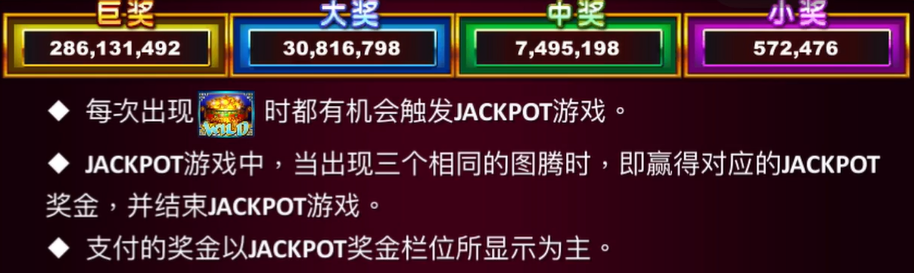 巨奖 大奖 中奖 小奖
286,131,492 30,816,798 7,495,198 572,476
◆ 每次出现 WILD 时都有机会触发JACKPOT游戏。
◆ JACKPOT游戏中，当出现三个相同的图腾时，即赢得对应的JACKPOT
奖金，并结束JACKPOT游戏。
◆ 支付的奖金以JACKPOT奖金栏位所显示为主。